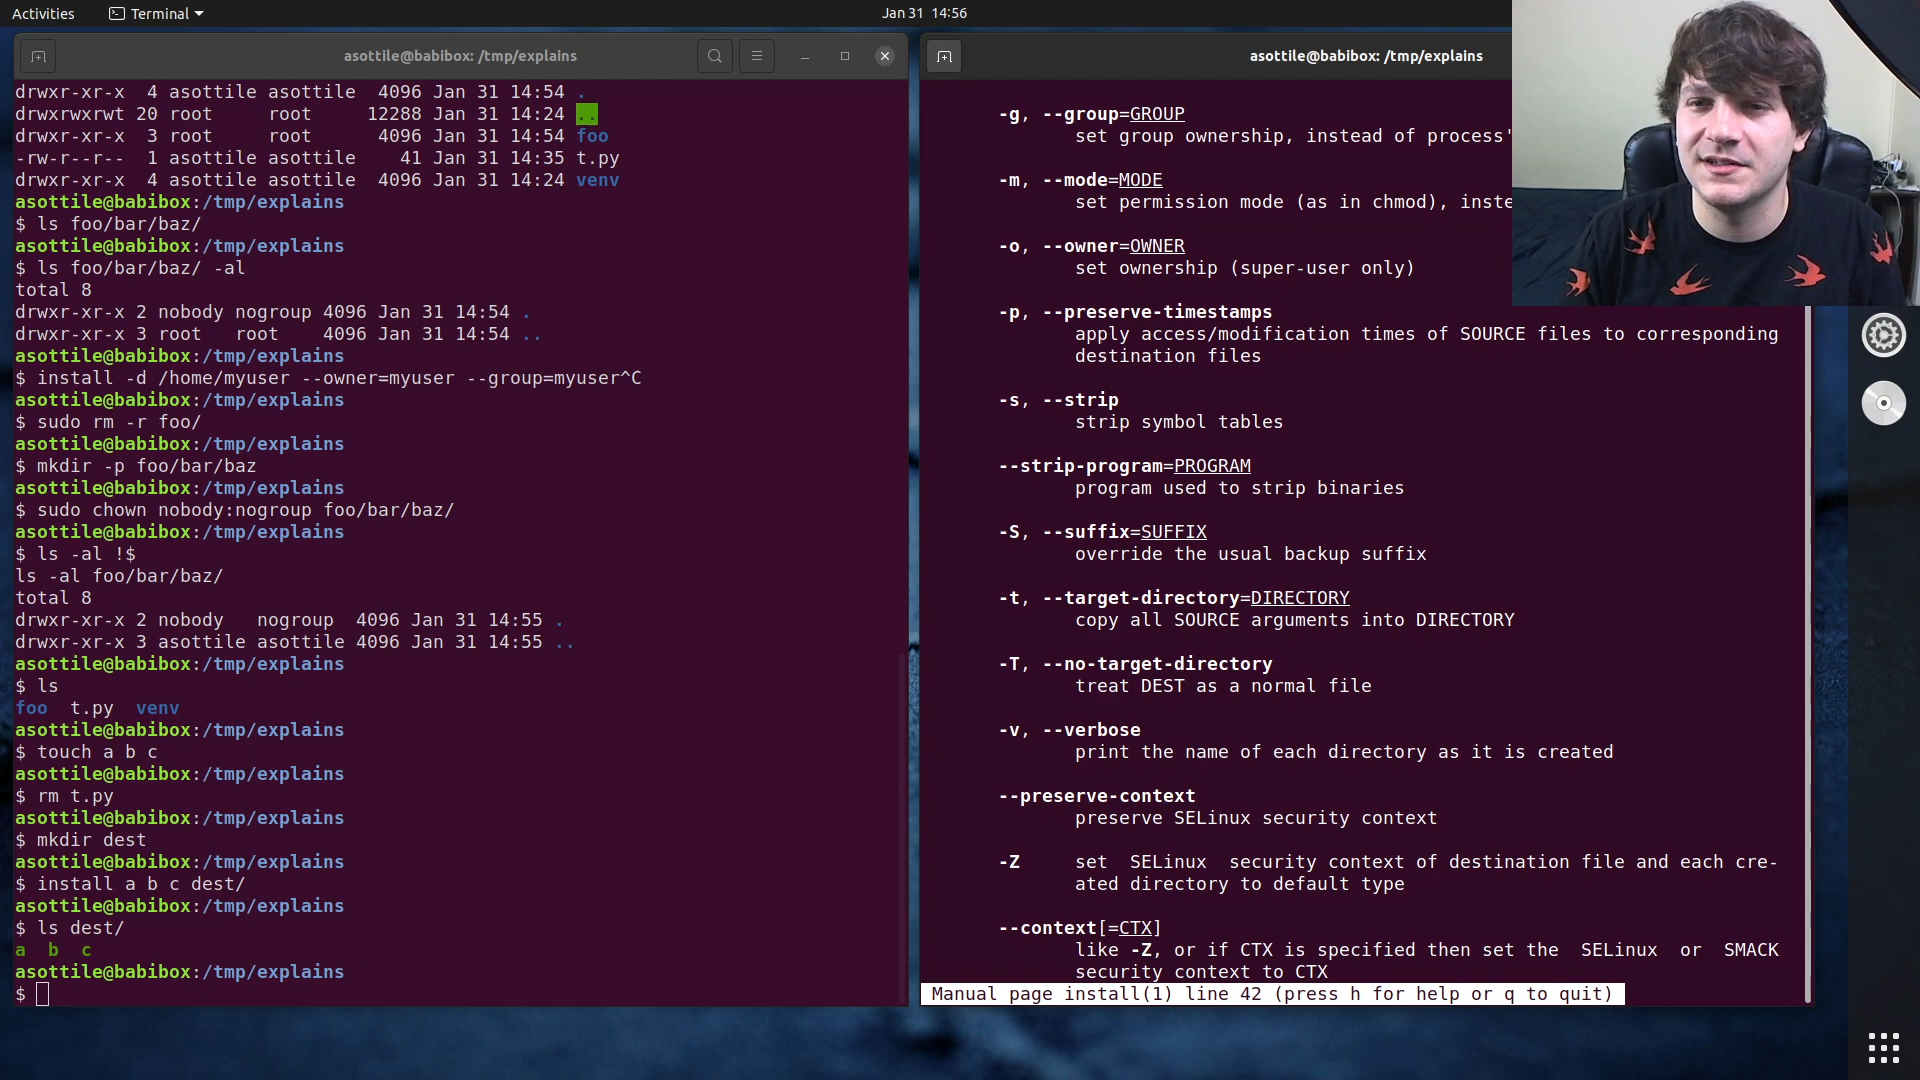 Activities
Terminal
Jan 31 14:56
asottile@babibox: /tmp/explains
drwxr-xr-x  4 asottile asottile  4096 Jan 31 14:54 .
drwxrwxrwt 20 root     root     12288 Jan 31 14:24 ..
drwxr-xr-x  3 root     root      4096 Jan 31 14:54 foo
-rw-r--r--  1 asottile asottile    41 Jan 31 14:35 t.py
drwxr-xr-x  4 asottile asottile  4096 Jan 31 14:24 venv
asottile@babibox:/tmp/explains
$ ls foo/bar/baz/
asottile@babibox:/tmp/explains
$ ls foo/bar/baz/ -al
total 8
drwxr-xr-x 2 nobody nogroup 4096 Jan 31 14:54 .
drwxr-xr-x 3 root   root    4096 Jan 31 14:54 ..
asottile@babibox:/tmp/explains
$ install -d /home/myuser --owner=myuser --group=myuser^C
asottile@babibox:/tmp/explains
$ sudo rm -r foo/
asottile@babibox:/tmp/explains
$ mkdir -p foo/bar/baz
asottile@babibox:/tmp/explains
$ sudo chown nobody:nogroup foo/bar/baz/
asottile@babibox:/tmp/explains
$ ls -al !$
ls -al foo/bar/baz/
total 8
drwxr-xr-x 2 nobody   nogroup  4096 Jan 31 14:55 .
drwxr-xr-x 3 asottile asottile 4096 Jan 31 14:55 ..
asottile@babibox:/tmp/explains
$ ls
foo  t.py  venv
asottile@babibox:/tmp/explains
$ touch a b c
asottile@babibox:/tmp/explains
$ rm t.py
asottile@babibox:/tmp/explains
$ mkdir dest
asottile@babibox:/tmp/explains
$ install a b c dest/
asottile@babibox:/tmp/explains
$ ls dest/
a  b  c
asottile@babibox:/tmp/explains
$
asottile@babibox: /tmp/explains
-g, --group=GROUP
set group ownership, instead of process'
-m, --mode=MODE
set permission mode (as in chmod), inste
-o, --owner=OWNER
set ownership (super-user only)
-p, --preserve-timestamps
apply access/modification times of SOURCE files to corresponding
destination files
-s, --strip
strip symbol tables
--strip-program=PROGRAM
program used to strip binaries
-S, --suffix=SUFFIX
override the usual backup suffix
-t, --target-directory=DIRECTORY
copy all SOURCE arguments into DIRECTORY
-T, --no-target-directory
treat DEST as a normal file
-v, --verbose
print the name of each directory as it is created
--preserve-context
preserve SELinux security context
-Z     set  SELinux  security context of destination file and each cre-
ated directory to default type
--context[=CTX]
like -Z, or if CTX is specified then set the  SELinux  or  SMACK
security context to CTX
Manual page install(1) line 42 (press h for help or q to quit)